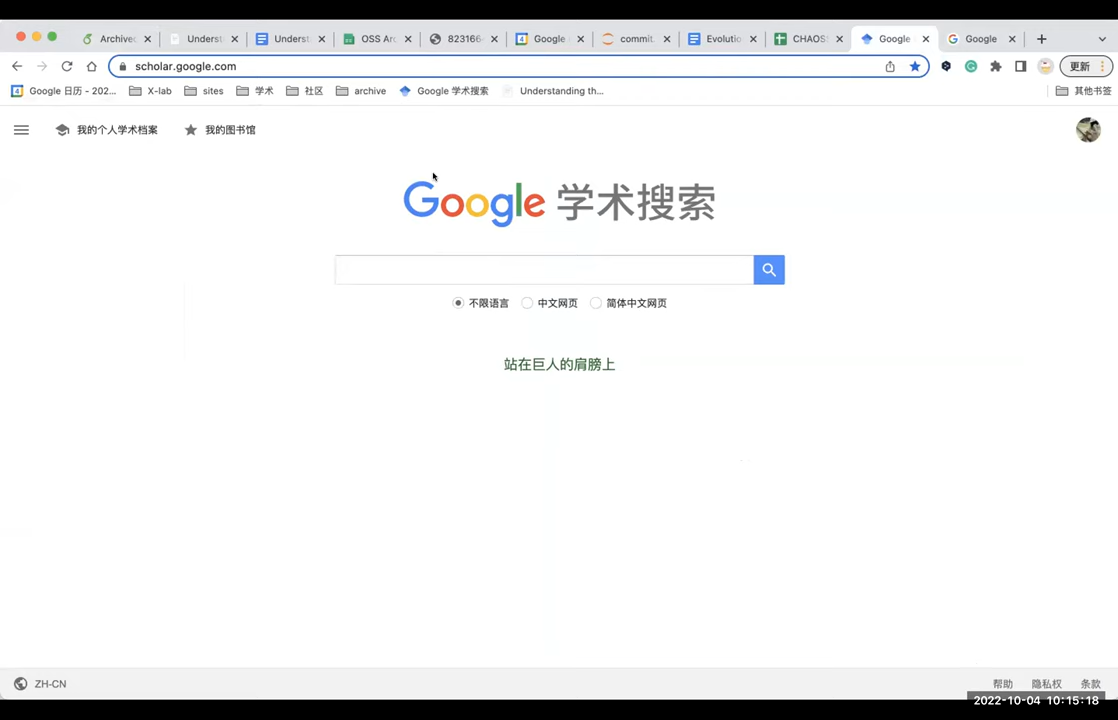 Archivec
Underst
Underst
OSS Arc
823166
Google
commit.
Evolutio
CHAOS
Google
Google
scholar.google.com
更新
Google 日历 - 202...
X-lab
sites
学术
社区
archive
Google 学术搜索
Understanding th...
其他书签
我的个人学术档案
我的图书馆
Google 学术搜索
不限语言
中文网页
简体中文网页
站在巨人的肩膀上
ZH-CN
帮助
隐私权
条款
2022-10-04 10:15:18